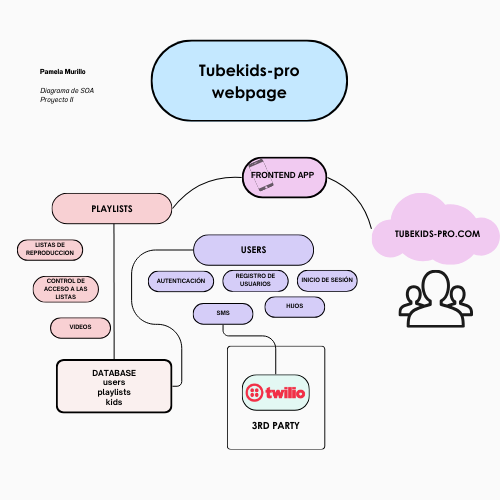 Tubekids-pro
webpage
Pamela Murillo
Diagrama de SOA
Proyecto II
FRONTEND APP
PLAYLISTS
TUBEKIDS-PRO.COM
LISTAS DE
REPRODUCCION
USERS
CONTROL DE
ACCESO A LAS
LISTAS
AUTENTICACIÓN
REGISTRO DE
USUARIOS
INICIO DE SESIÓN
VIDEOS
SMS
HIJOS
DATABASE
users
playlists
kids
twilio
3RD PARTY